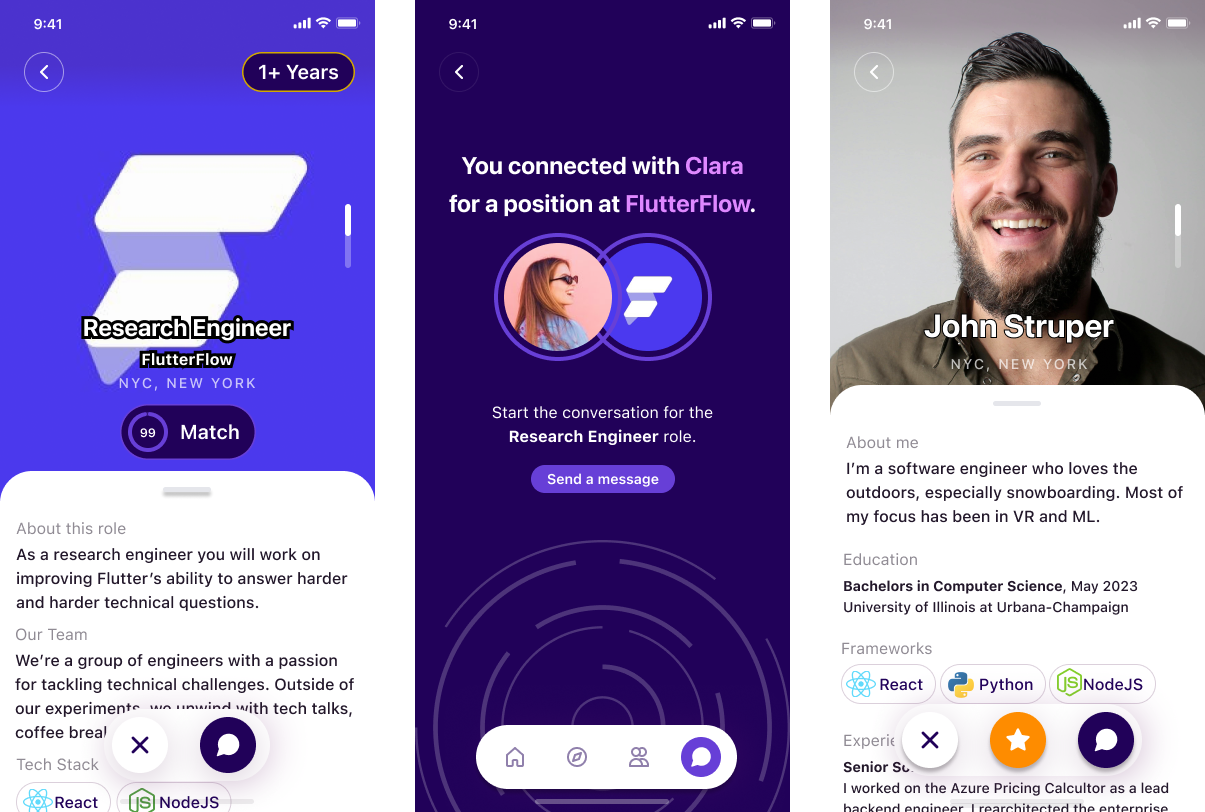 9:41
1+ Years
Research Engineer
FlutterFlow
NYC, NEW YORK
99 Match
About this role
As a research engineer you will work on
improving Flutter's ability to answer harder
and harder technical questions.
Our Team
We're a group of engineers with a passion
for tackling technical challenges. Outside of
our experiments, we unwind with tech talks,
coffee
Tech Stack
React
NodeJS
9:41
You connected with Clara
for a position at FlutterFlow.
Start the conversation for the
Research Engineer role.
Send a message
9:41
John Struper
NYC, NEW YORK
About me
I'm a software engineer who loves the
outdoors, especially snowboarding. Most of
my focus has been in VR and ML.
Education
Bachelors in Computer Science, May 2023
University of Illinois at Urbana-Champaign
Frameworks
React
Python
NodeJS
Senior
I worked on the Azure Pricing Calcultor as a lead
backend engineer. I rearchitected the enterprise